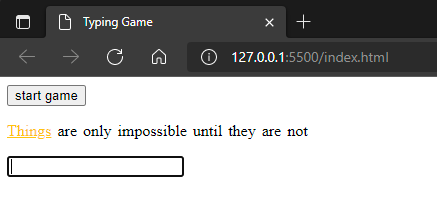 Typing Game
127.0.0.1:5500/index.html
start game
Things are only impossible until they are not